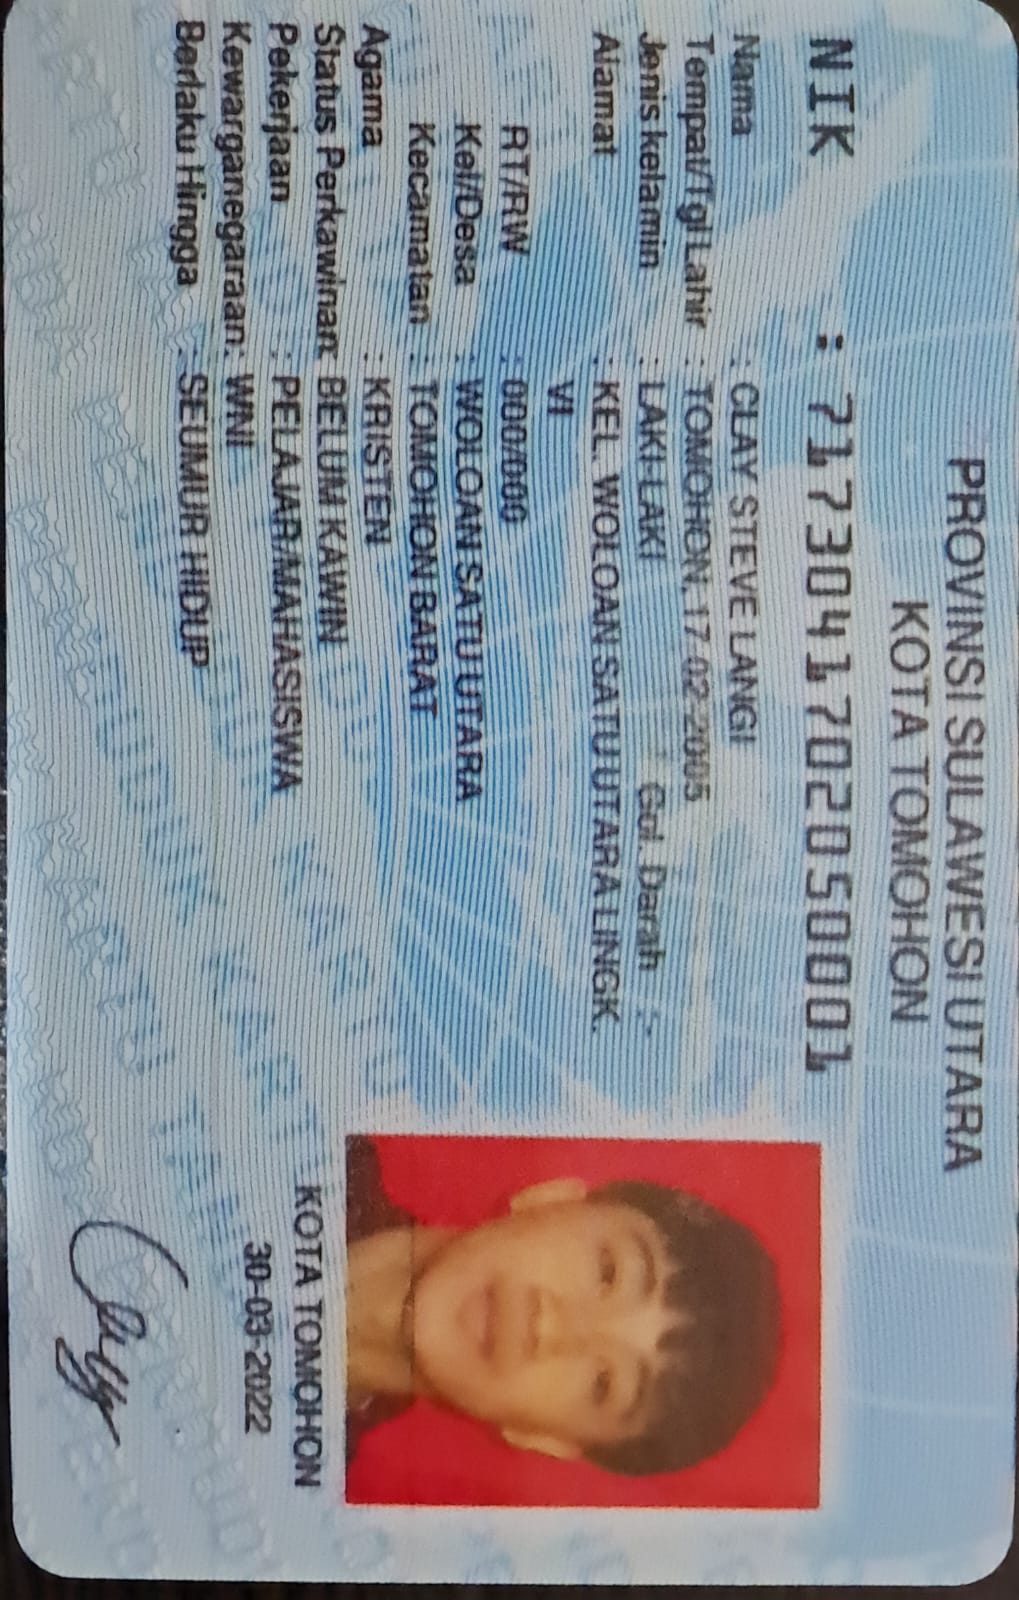 PROVINSI SULAWESI UTARA
KOTA TOMOHON
NIK : 7173041702050001
Nama : CLAY STEVE LANGI
Tempat/Tgl Lahir : TOMOHON, 17-02-2005
Jenis kelamin : LAKI-LAKI Gol. Darah : -
Alamat : KEL. WOLOAN SATU UTARA LINGK.
VI
RT/RW : 000/000
Kel/Desa : WOLOAN SATU UTARA
Kecamatan : TOMOHON BARAT
Agama : KRISTEN
Status Perkawinan: BELUM KAWIN
Pekerjaan : PELAJAR/MAHASISWA
Kewarganegaraan: WNI
Berlaku Hingga : SEUMUR HIDUP
KOTA TOMOHON
30-03-2022